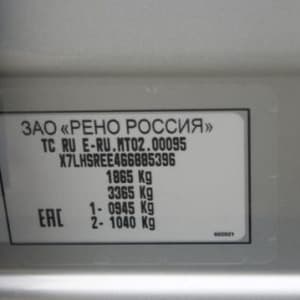 ЗАО «РЕНО РОССИЯ»
TC RU E-RU.MT02.00095
X7LHSREE466885396
1865 Kg
3365 Kg
1- 0945 Kg
EAC 2- 1040 Kg